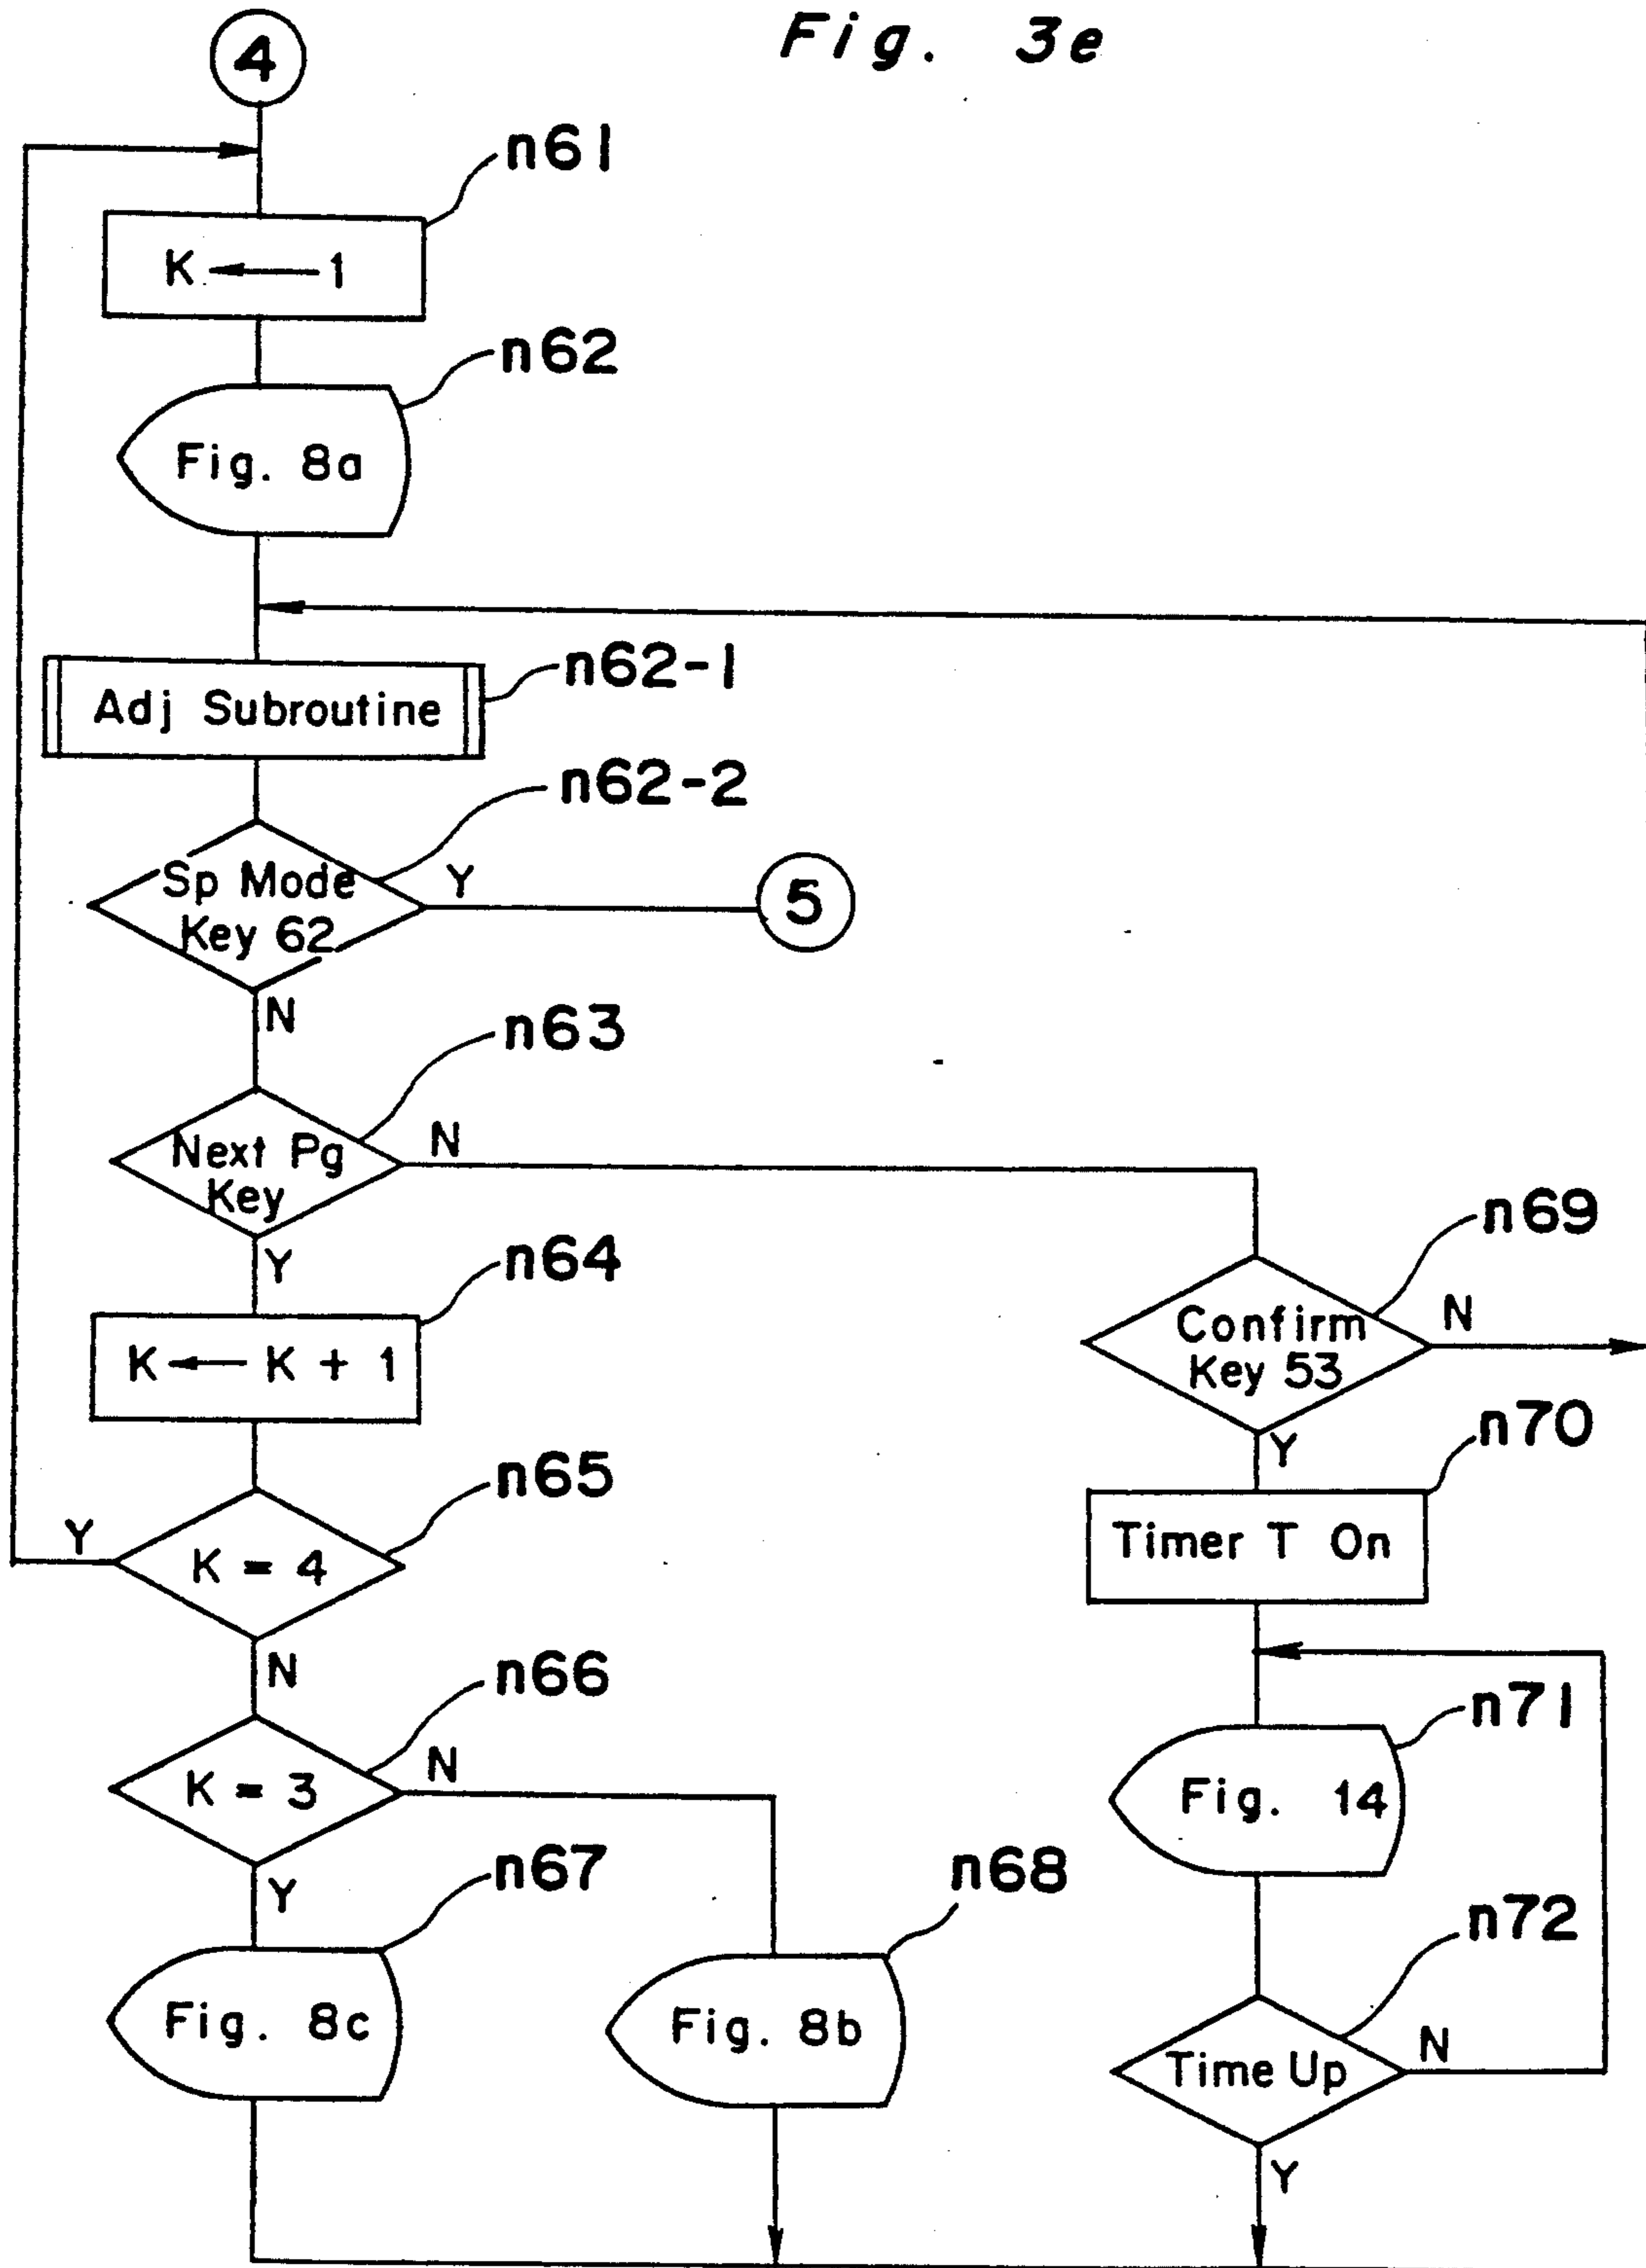 Fig. 3e
4
n61
K ← 1
n62
Fig. 8a
n62-1
Adj Subroutine
n62-2
Sp Mode
Key 62
Y
5
N
n63
Next Pg
Key
N
Y
n64
K ← K + 1
n65
Y
K = 4
N
n66
K = 3
N
Y
n67
Fig. 8c
n68
Fig. 8b
n69
Confirm
Key 53
N
Y
n70
Timer T On
n71
Fig. 14
n72
Time Up
N
Y